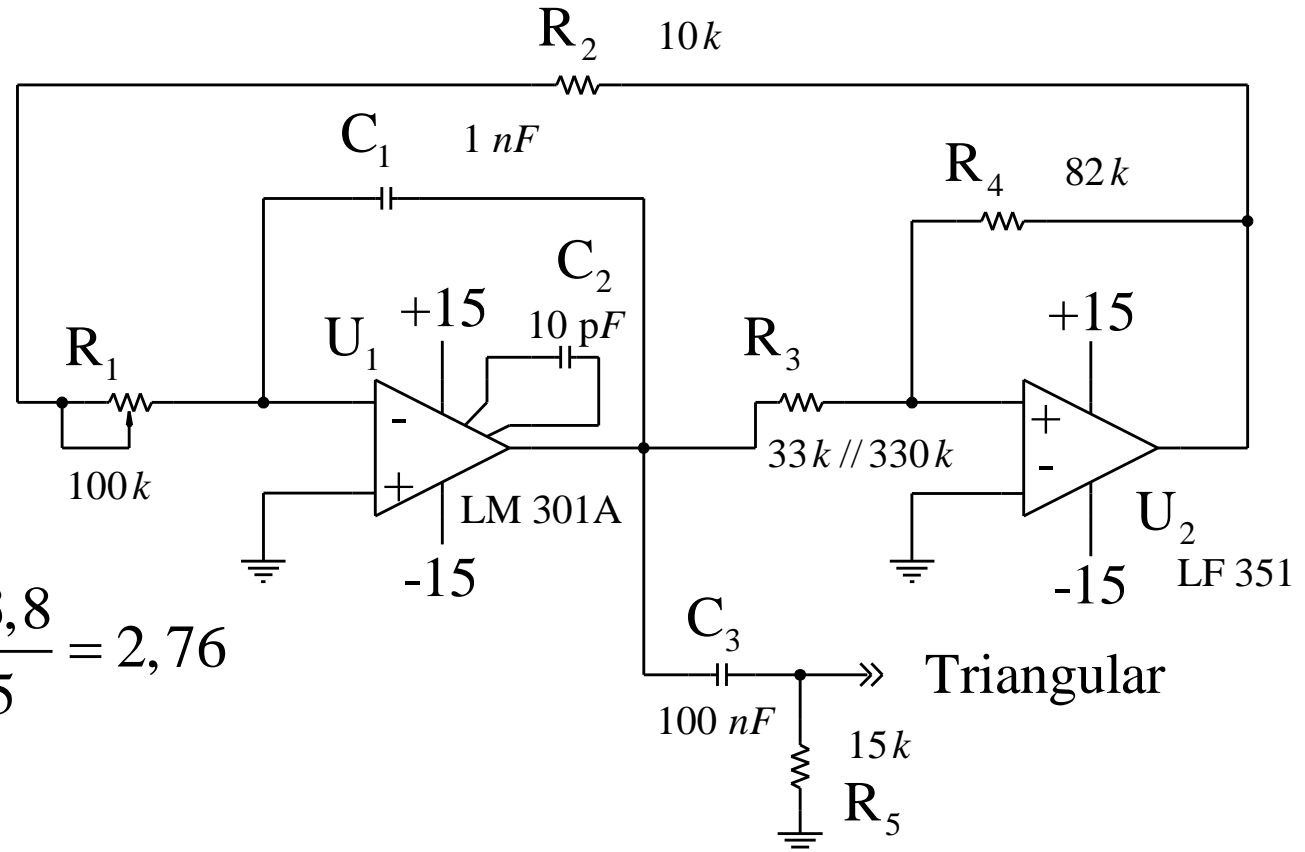 R2 10k
C1 1 nF
R4 82k
C2
10 pF
+15
U1
R1
100k
-
+
LM 301A
-15
R3
33k // 330k
+15
+
-
U2
-15
LF 351
,8
5
= 2,76
C3
100 nF
Triangular
15k
R5